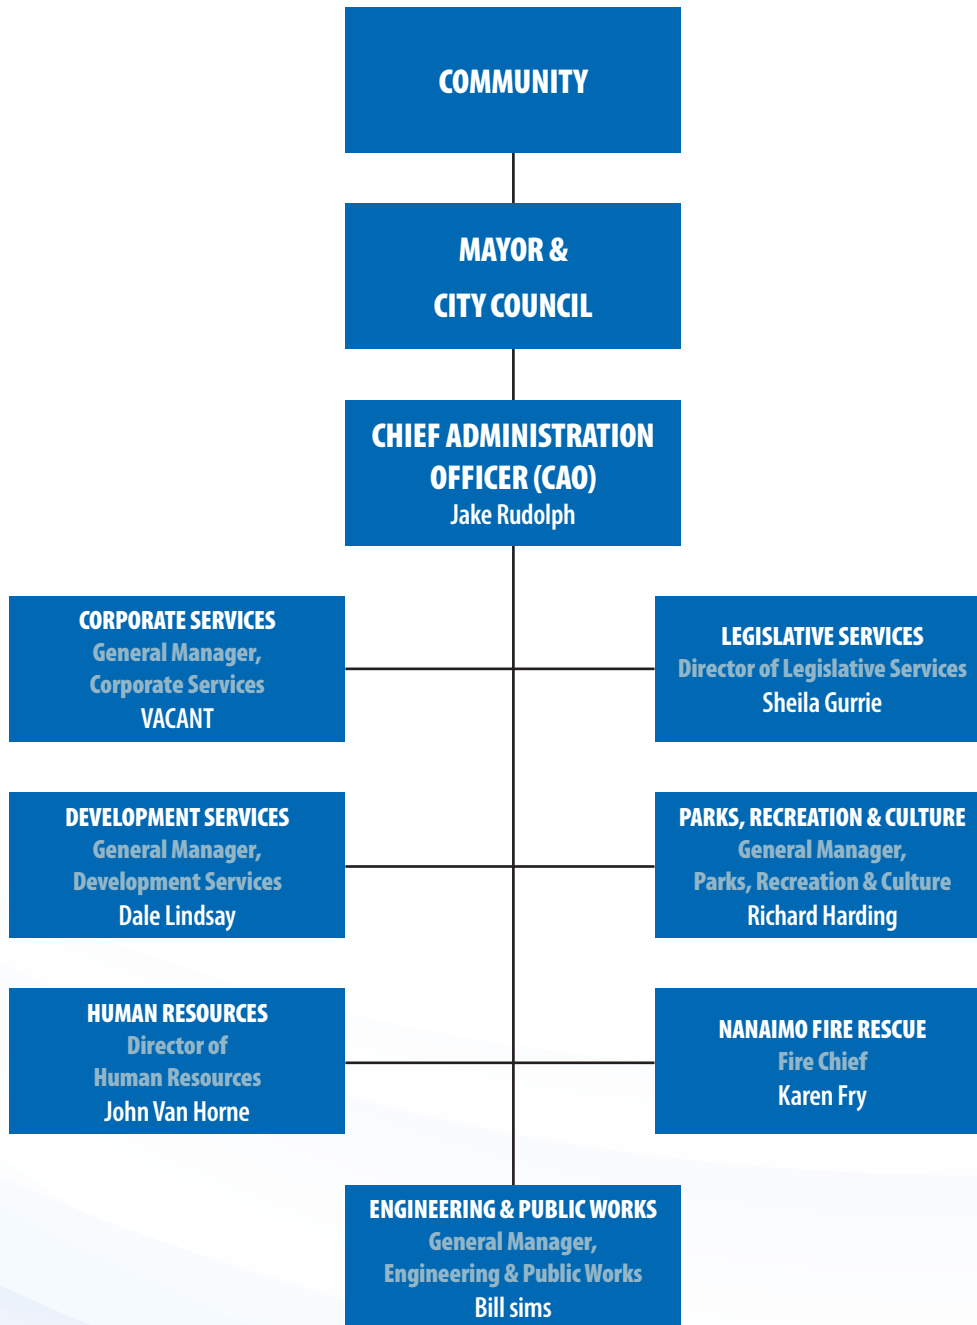 COMMUNITY
MAYOR &
CITY COUNCIL
CHIEF ADMINISTRATION
OFFICER (CAO)
Jake Rudolph
CORPORATE SERVICES
General Manager,
Corporate Services
VACANT
LEGISLATIVE SERVICES
Director of Legislative Services
Sheila Gurrie
DEVELOPMENT SERVICES
General Manager,
Development Services
Dale Lindsay
PARKS, RECREATION & CULTURE
General Manager,
Parks, Recreation & Culture
Richard Harding
HUMAN RESOURCES
Director of
Human Resources
John Van Horne
NANAIMO FIRE RESCUE
Fire Chief
Karen Fry
ENGINEERING & PUBLIC WORKS
General Manager,
Engineering & Public Works
Bill sims